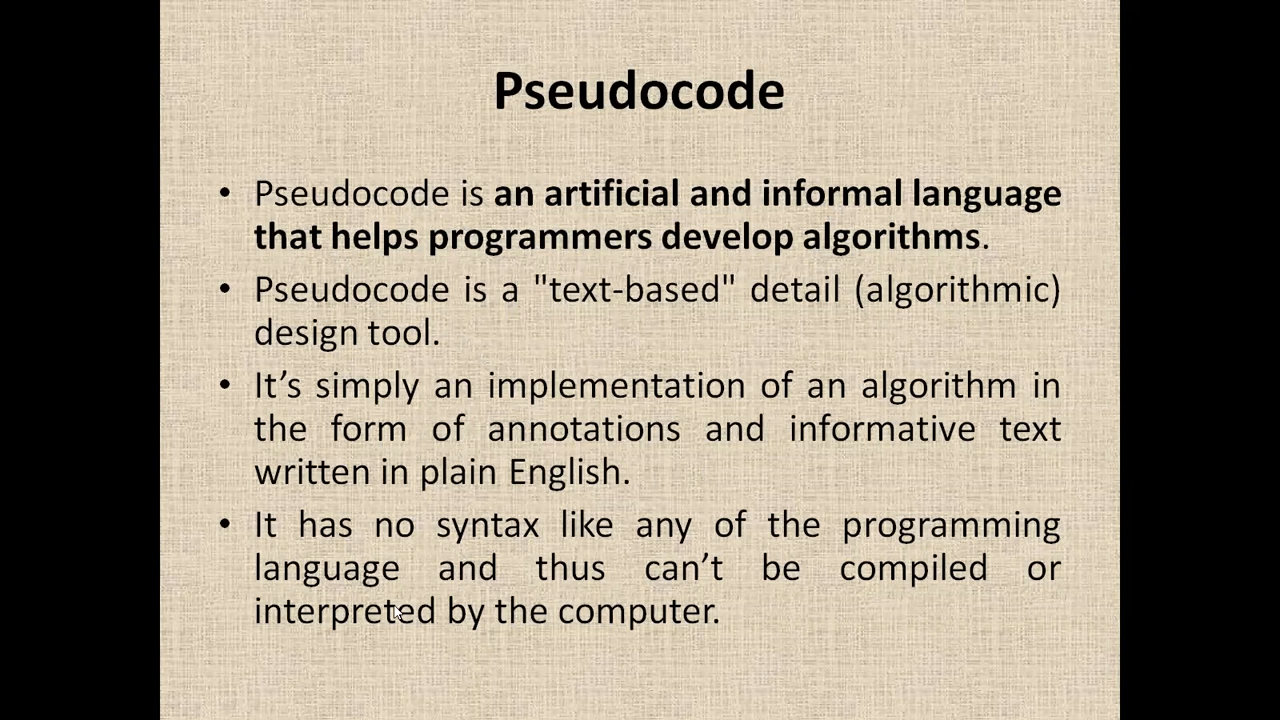 Pseudocode
• Pseudocode is an artificial and informal language
that helps programmers develop algorithms.
• Pseudocode is a "text-based" detail (algorithmic)
design tool.
• It’s simply an implementation of an algorithm in
the form of annotations and informative text
written in plain English.
• It has no syntax like any of the programming
language and thus can’t be compiled or
interpreted by the computer.